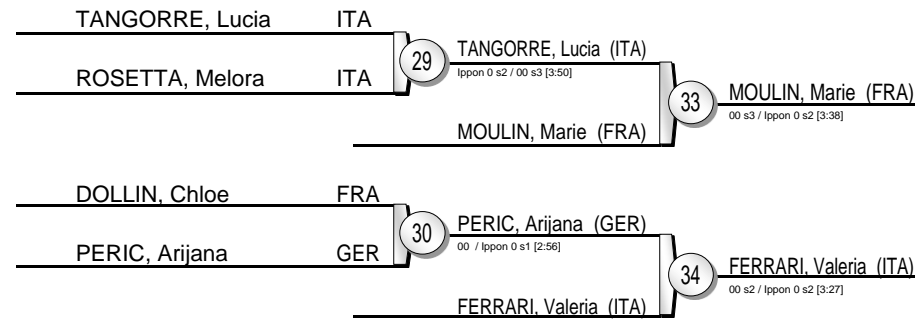 TANGORRE, Lucia ITA
ROSETTA, Melora ITA
29
TANGORRE, Lucia (ITA)
Ippon 0 s2 / 00 s3 [3:50]
MOULIN, Marie (FRA)
33
MOULIN, Marie (FRA)
00 s3 / Ippon 0 s2 [3:38]
DOLLIN, Chloe FRA
PERIC, Arijana GER
30
PERIC, Arijana (GER)
00 / Ippon 0 s1 [2:56]
FERRARI, Valeria (ITA)
34
FERRARI, Valeria (ITA)
00 s2 / Ippon 0 s2 [3:27]